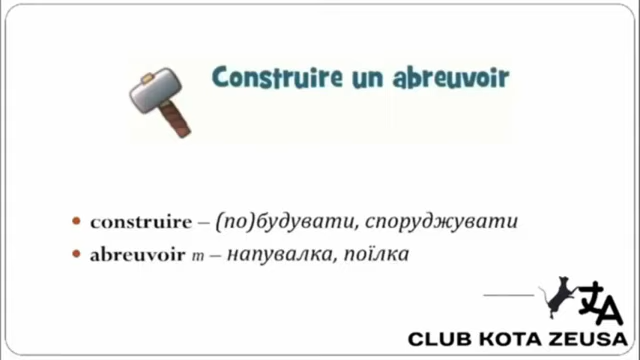 Construire un abreuvoir
construire – (по)будувати, споруджувати
abreuvoir m – напувалка, поїлка
CLUB KOTA ZEUSA